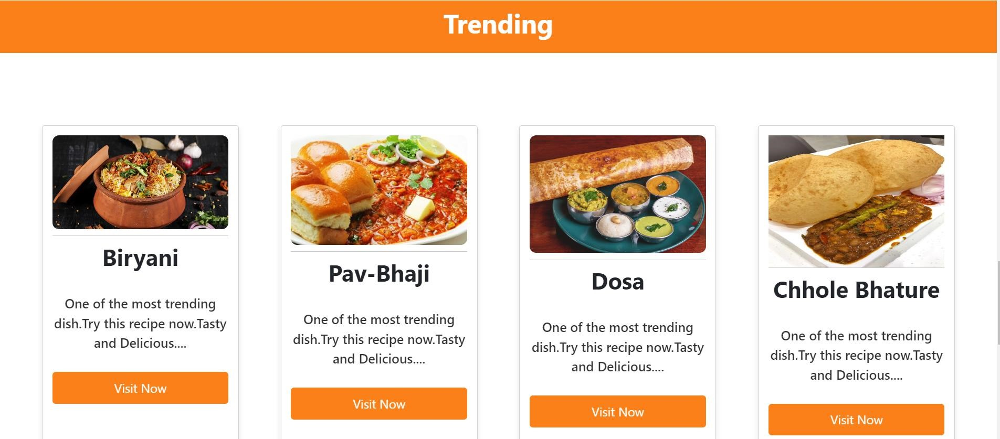 Trending
Biryani
One of the most trending
dish.Try this recipe now.Tasty
and Delicious....
Visit Now
Pav-Bhaji
One of the most trending
dish.Try this recipe now.Tasty
and Delicious....
Visit Now
Dosa
One of the most trending
dish.Try this recipe now.Tasty
and Delicious....
Visit Now
Chhole Bhature
One of the most trending
dish.Try this recipe now.Tasty
and Delicious....
Visit Now